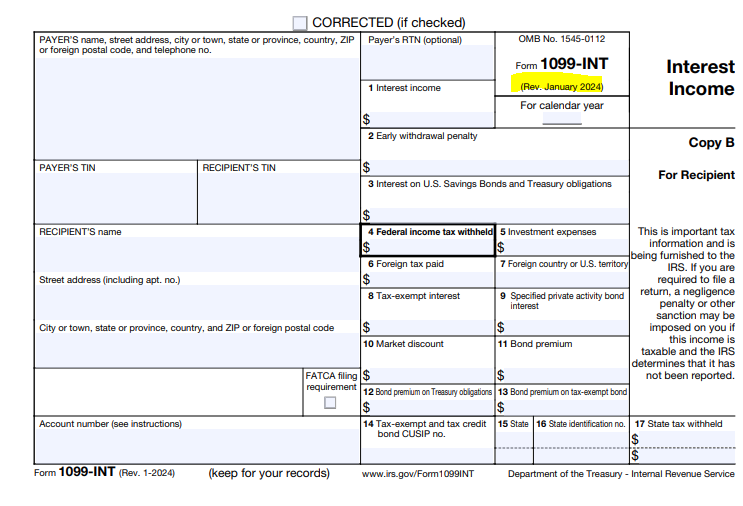 CORRECTED (if checked)
PAYER'S name, street address, city or town, state or province, country, ZIP
or foreign postal code, and telephone no.
Payer's RTN (optional)
OMB No. 1545-0112
Form 1099-INT
(Rev. January 2024)
For calendar year
Interest
Income
1 Interest income
$
2 Early withdrawal penalty
$
Copy B
For Recipient
PAYER'S TIN
RECIPIENT'S TIN
3 Interest on U.S. Savings Bonds and Treasury obligations
$
RECIPIENT'S name
4 Federal income tax withheld
$
5 Investment expenses
$
This is important tax
information and is
being furnished to the
IRS. If you are
required to file a
return, a negligence
penalty or other
sanction may be
imposed on you if
this income is
taxable and the IRS
determines that it has
not been reported.
6 Foreign tax paid
$
7 Foreign country or U.S. territory
Street address (including apt. no.)
8 Tax-exempt interest
$
9 Specified private activity bond
interest
$
City or town, state or province, country, and ZIP or foreign postal code
10 Market discount
$
11 Bond premium
$
FATCA filing
requirement
12 Bond premium on Treasury obligations
$
13 Bond premium on tax-exempt bond
$
Account number (see instructions)
14 Tax-exempt and tax credit
bond CUSIP no.
15 State
16 State identification no.
17 State tax withheld
$
$
Form 1099-INT (Rev. 1-2024)
(keep for your records)
www.irs.gov/Form1099INT
Department of the Treasury - Internal Revenue Service